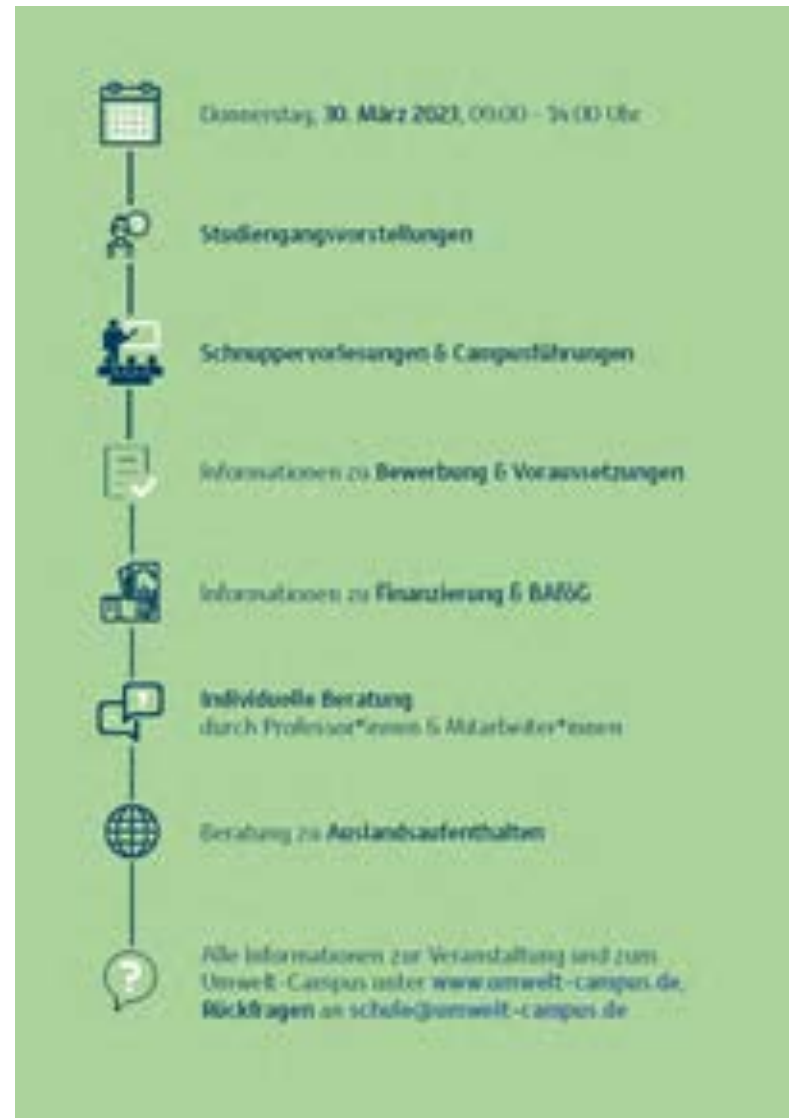 Donnerstag, 30. März 2023, 09:00 - 14:00 Uhr
Studiengangsvorstellungen
Schnuppervorlesungen & Campusführungen
Informationen zu Bewerbung & Voraussetzungen
Informationen zu Finanzierung & BAföG
Individuelle Beratung
durch Professor*innen & Mitarbeiter*innen
Beratung zu Auslandsaufenthalten
Alle Informationen zur Veranstaltung und zum
Umwelt-Campus unter www.umwelt-campus.de,
Rückfragen an schule@umwelt-campus.de